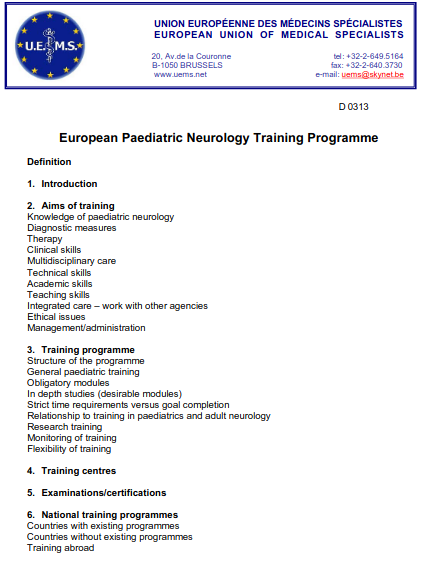 U.E.M.S.
UNION EUROPÉENNE DES MÉDECINS SPÉCIALISTES
EUROPEAN UNION OF MEDICAL SPECIALISTS
20, Av.de la Couronne
tel: +32-2-649.5164
B-1050 BRUSSELS
fax: +32-2-640.3730
www.uems.net
e-mail: uems@skynet.be
D 0313
European Paediatric Neurology Training Programme
Definition
1. Introduction
2. Aims of training
Knowledge of paediatric neurology
Diagnostic measures
Therapy
Clinical skills
Multidisciplinary care
Technical skills
Academic skills
Teaching skills
Integrated care – work with other agencies
Ethical issues
Management/administration
3. Training programme
Structure of the programme
General paediatric training
Obligatory modules
In depth studies (desirable modules)
Strict time requirements versus goal completion
Relationship to training in paediatrics and adult neurology
Research training
Monitoring of training
Flexibility of training
4. Training centres
5. Examinations/certifications
6. National training programmes
Countries with existing programmes
Countries without existing programmes
Training abroad